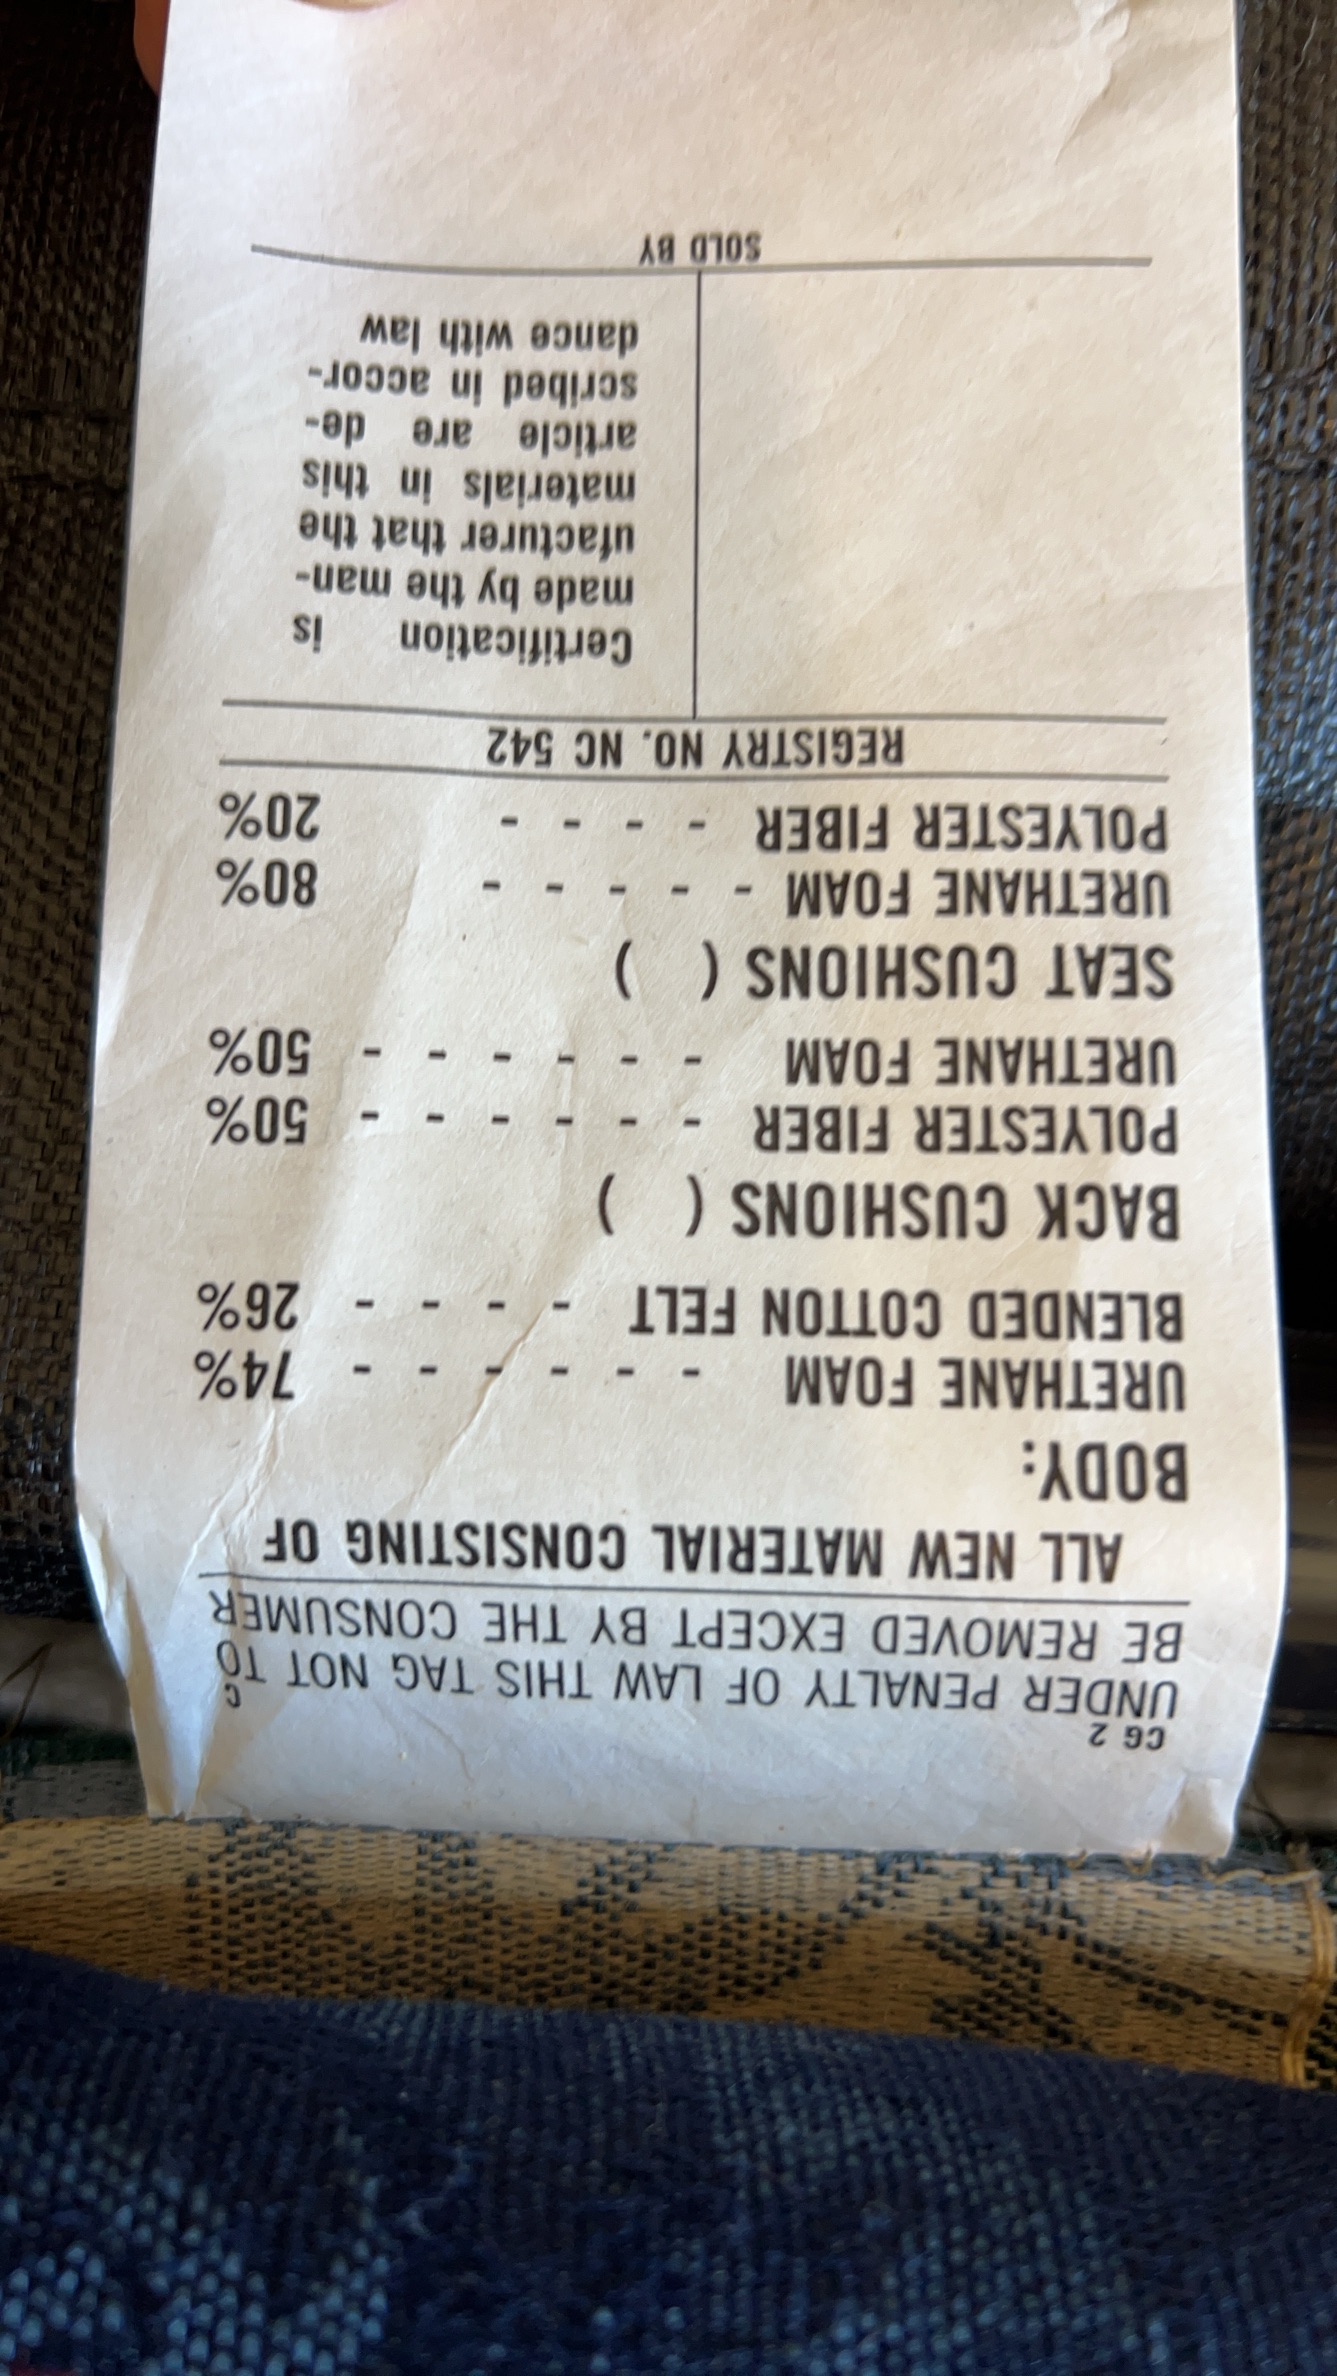 CG 2
UNDER PENALTY OF LAW THIS TAG NOT TO
C
BE REMOVED EXCEPT BY THE CONSUMER
ALL NEW MATERIAL CONSISTING OF
BODY:
URETHANE FOAM - - - - - - 74%
BLENDED COTTON FELT - - - - 26%
BACK CUSHIONS ( )
POLYESTER FIBER - - - - - - 50%
URETHANE FOAM - - - - - - 50%
SEAT CUSHIONS ( )
URETHANE FOAM - - - - - 80%
POLYESTER FIBER - - - - 20%
REGISTRY NO. NC 542
Certification is
made by the man-
ufacturer that the
materials in this
article are de-
scribed in accor-
dance with law
SOLD BY